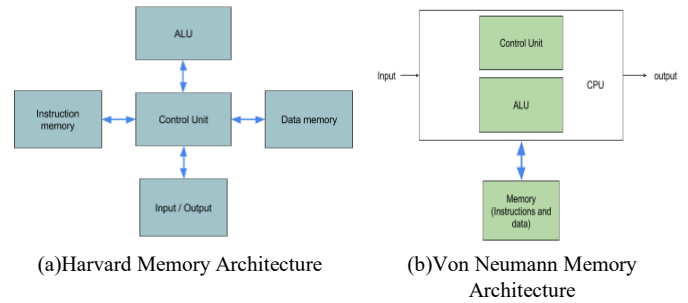 ALU
Instruction
memory
Control Unit
Data memory
Input / Output
(a)Harvard Memory Architecture
Control Unit
Input
CPU
output
ALU
Memory
(Instructions and
data)
(b)Von Neumann Memory
Architecture